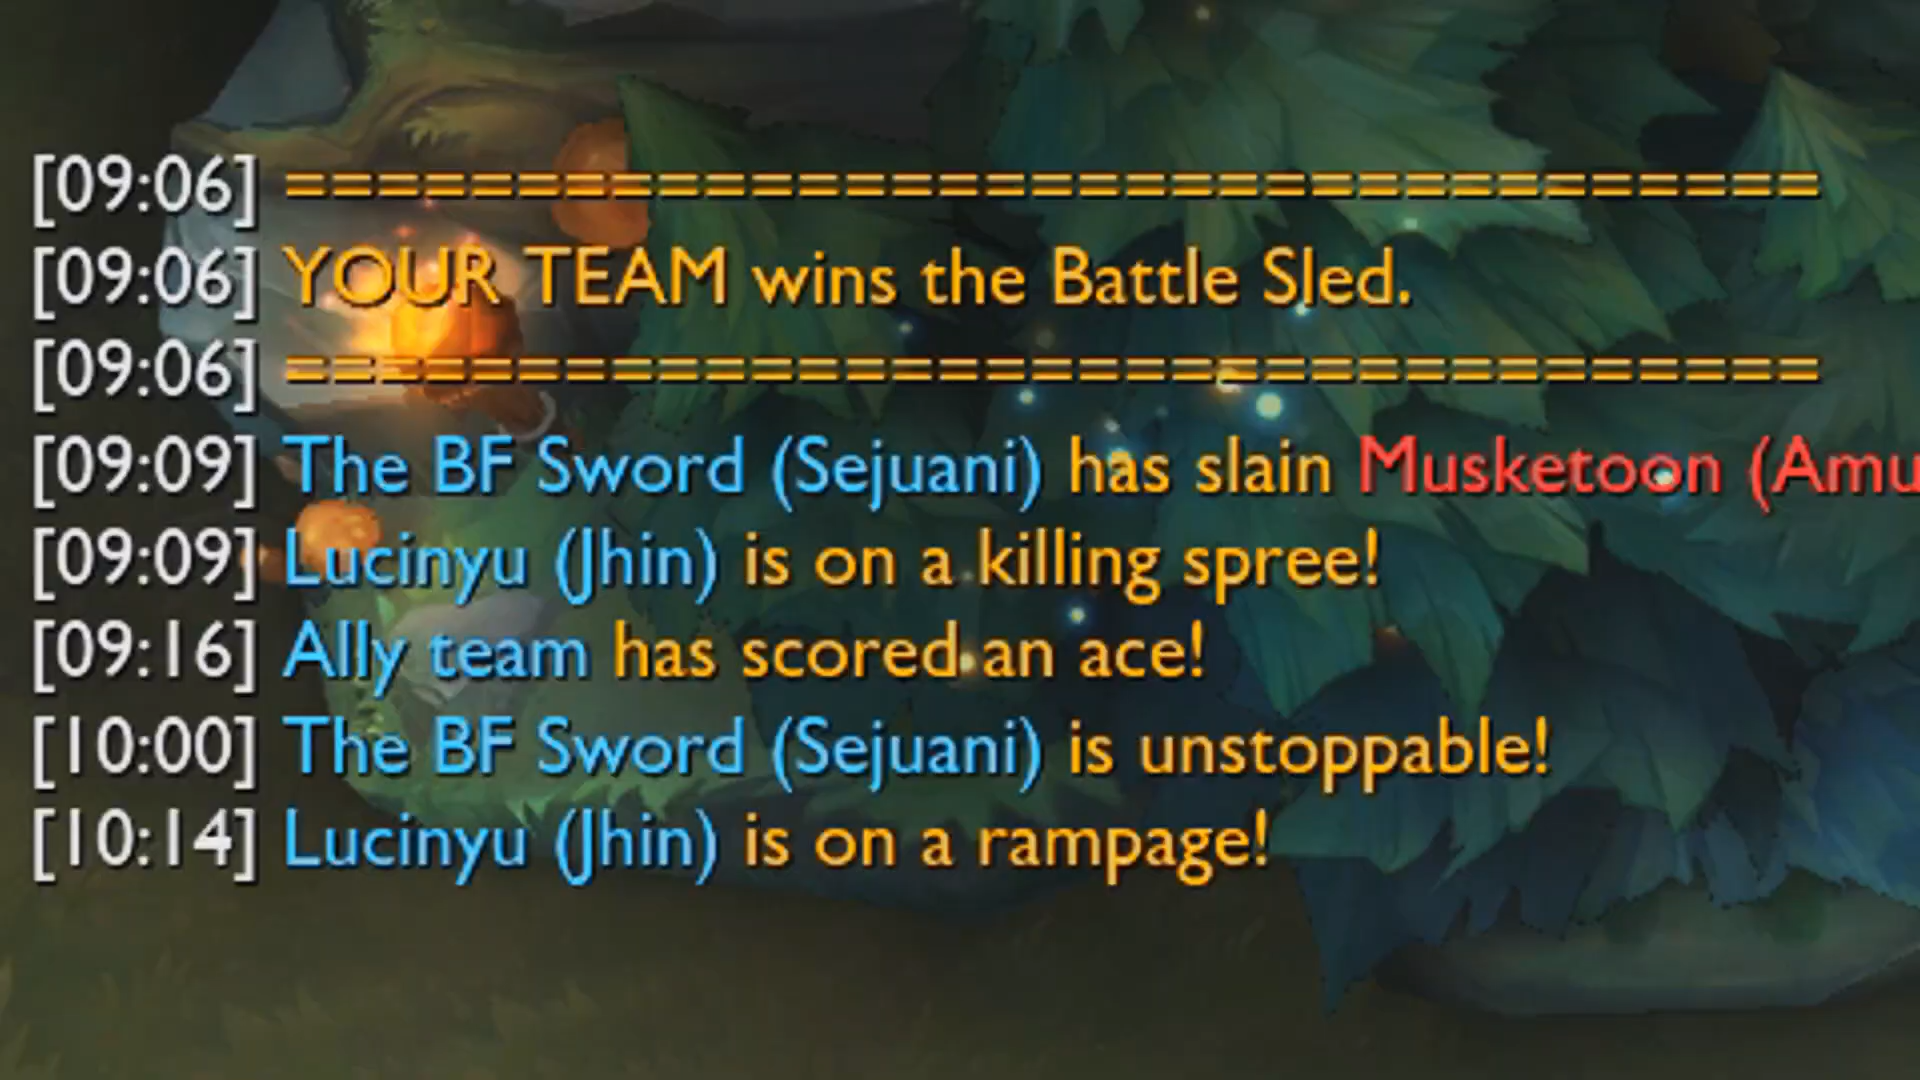 [09:06] =================================
[09:06] YOUR TEAM wins the Battle Sled.
[09:06] =================================
[09:09] The BF Sword (Sejuani) has slain Musketoon (Amu
[09:09] Lucinyu (Jhin) is on a killing spree!
[09:16] Ally team has scored an ace!
[10:00] The BF Sword (Sejuani) is unstoppable!
[10:14] Lucinyu (Jhin) is on a rampage!